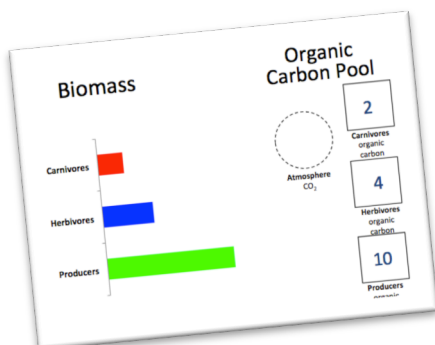 Biomass
Carnivores
Herbivores
Producers
Organic
Carbon Pool
Atmosphere
CO₂
2
Carnivores
organic
carbon
4
Herbivores
organic
carbon
10
Producers
organic